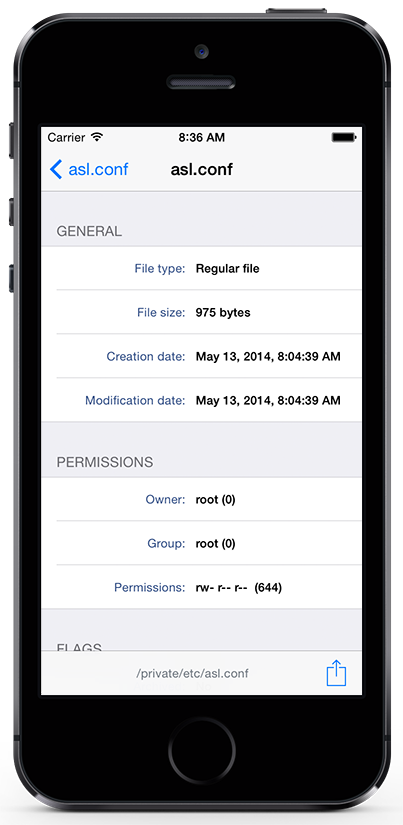 Carrier 8:36 AM
asl.conf asl.conf
GENERAL
File type: Regular file
File size: 975 bytes
Creation date: May 13, 2014, 8:04:39 AM
Modification date: May 13, 2014, 8:04:39 AM
PERMISSIONS
Owner: root (0)
Group: root (0)
Permissions: rw- r-- r-- (644)
FLAGS
/private/etc/asl.conf